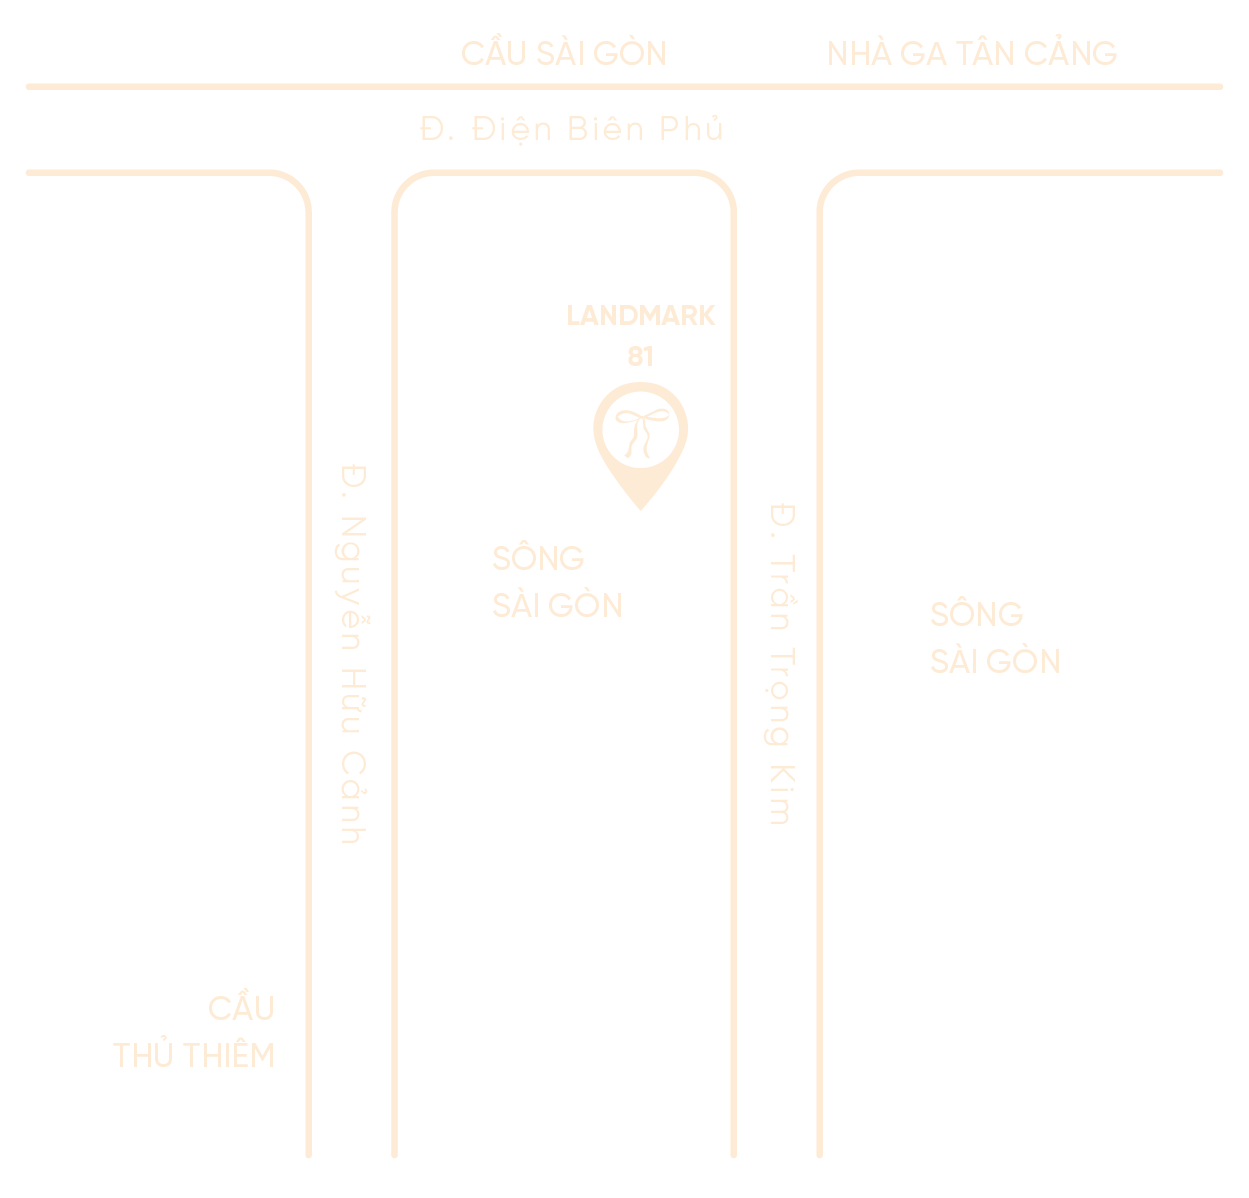 CẦU SÀI GÒN
NHÀ GA TÂN CẢNG
Đ. Điện Biên Phủ
LANDMARK
81
Đ. Nguyễn Hữu Cảnh
Đ. Trần Trọng Kim
SÔNG
SÀI GÒN
SÔNG
SÀI GÒN
CẦU
THỦ THIÊM